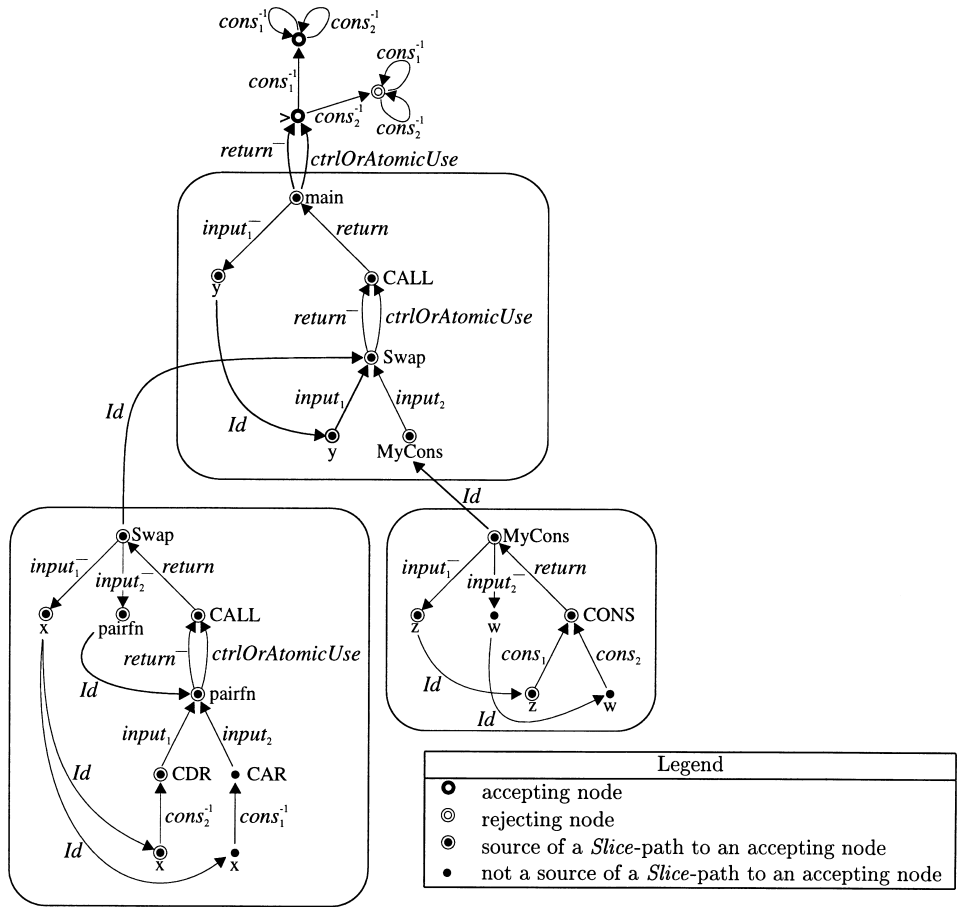 cons₁⁻¹ cons₂⁻¹
cons₁⁻¹
cons₁⁻¹
> cons₂⁻¹
cons₂⁻¹
return⁻ ctrlOrAtomicUse
main
input₁⁻ return
y CALL
return⁻ ctrlOrAtomicUse
Swap
input₁ input₂
Id Id
y MyCons
Id
Swap
input₁⁻ input₂⁻ return
x pairfn CALL
return⁻ ctrlOrAtomicUse
Id pairfn
input₁ input₂
Id CDR CAR
cons₂⁻¹ cons₁⁻¹
Id x x
MyCons
input₁⁻ input₂⁻ return
z w CONS
cons₁ cons₂
Id z w
Id
Legend
accepting node
rejecting node
source of a Slice-path to an accepting node
not a source of a Slice-path to an accepting node